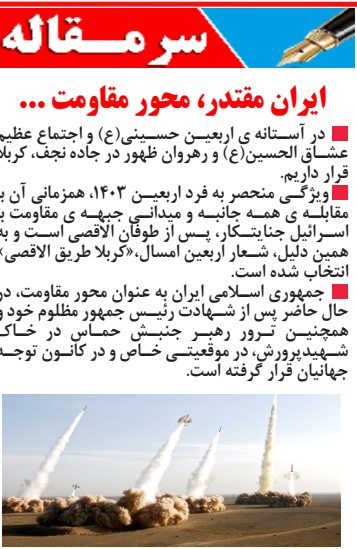 سرمقاله
ایران مقتدر، محور مقاومت ...
در آستانه ی اربعین حسینی(ع) و اجتماع عظیم
عشاق الحسین(ع) و رهروان ظهور در جاده نجف، کربلا
قرار داریم.
ویژگی منحصر به فرد اربعین ۱۴۰۳، همزمانی آن با
مقابله ی همه جانبه و میدانی جبهه ی مقاومت با
اسرائیل جنایتکار، پس از طوفان الاقصی است و به
همین دلیل، شعار اربعین امسال،«کربلا طریق الاقصی»
انتخاب شده است.
جمهوری اسلامی ایران به عنوان محور مقاومت، در
حال حاضر پس از شهادت رئیس جمهور مظلوم خود و
همچنین ترور رهبر جنبش حماس در خاک
شهیدپرورش، در موقعیتی خاص و در کانون توجه
جهانیان قرار گرفته است.